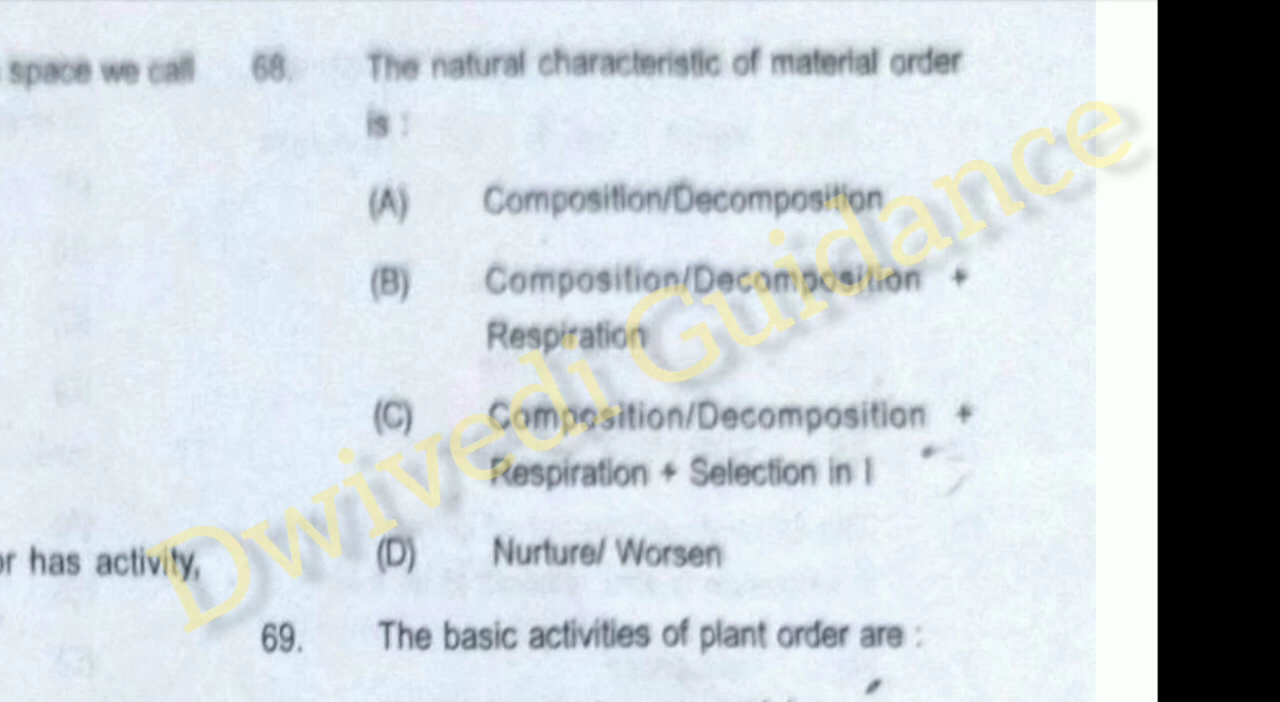 space we call
or has activity,
68. The natural characteristic of material order
is :
(A) Composition/Decomposition
(B) Composition/Decomposition +
Respiration
(C) Composition/Decomposition +
Respiration + Selection in I
(D) Nurture/ Worsen
69. The basic activities of plant order are :
Dwivedi Guidance